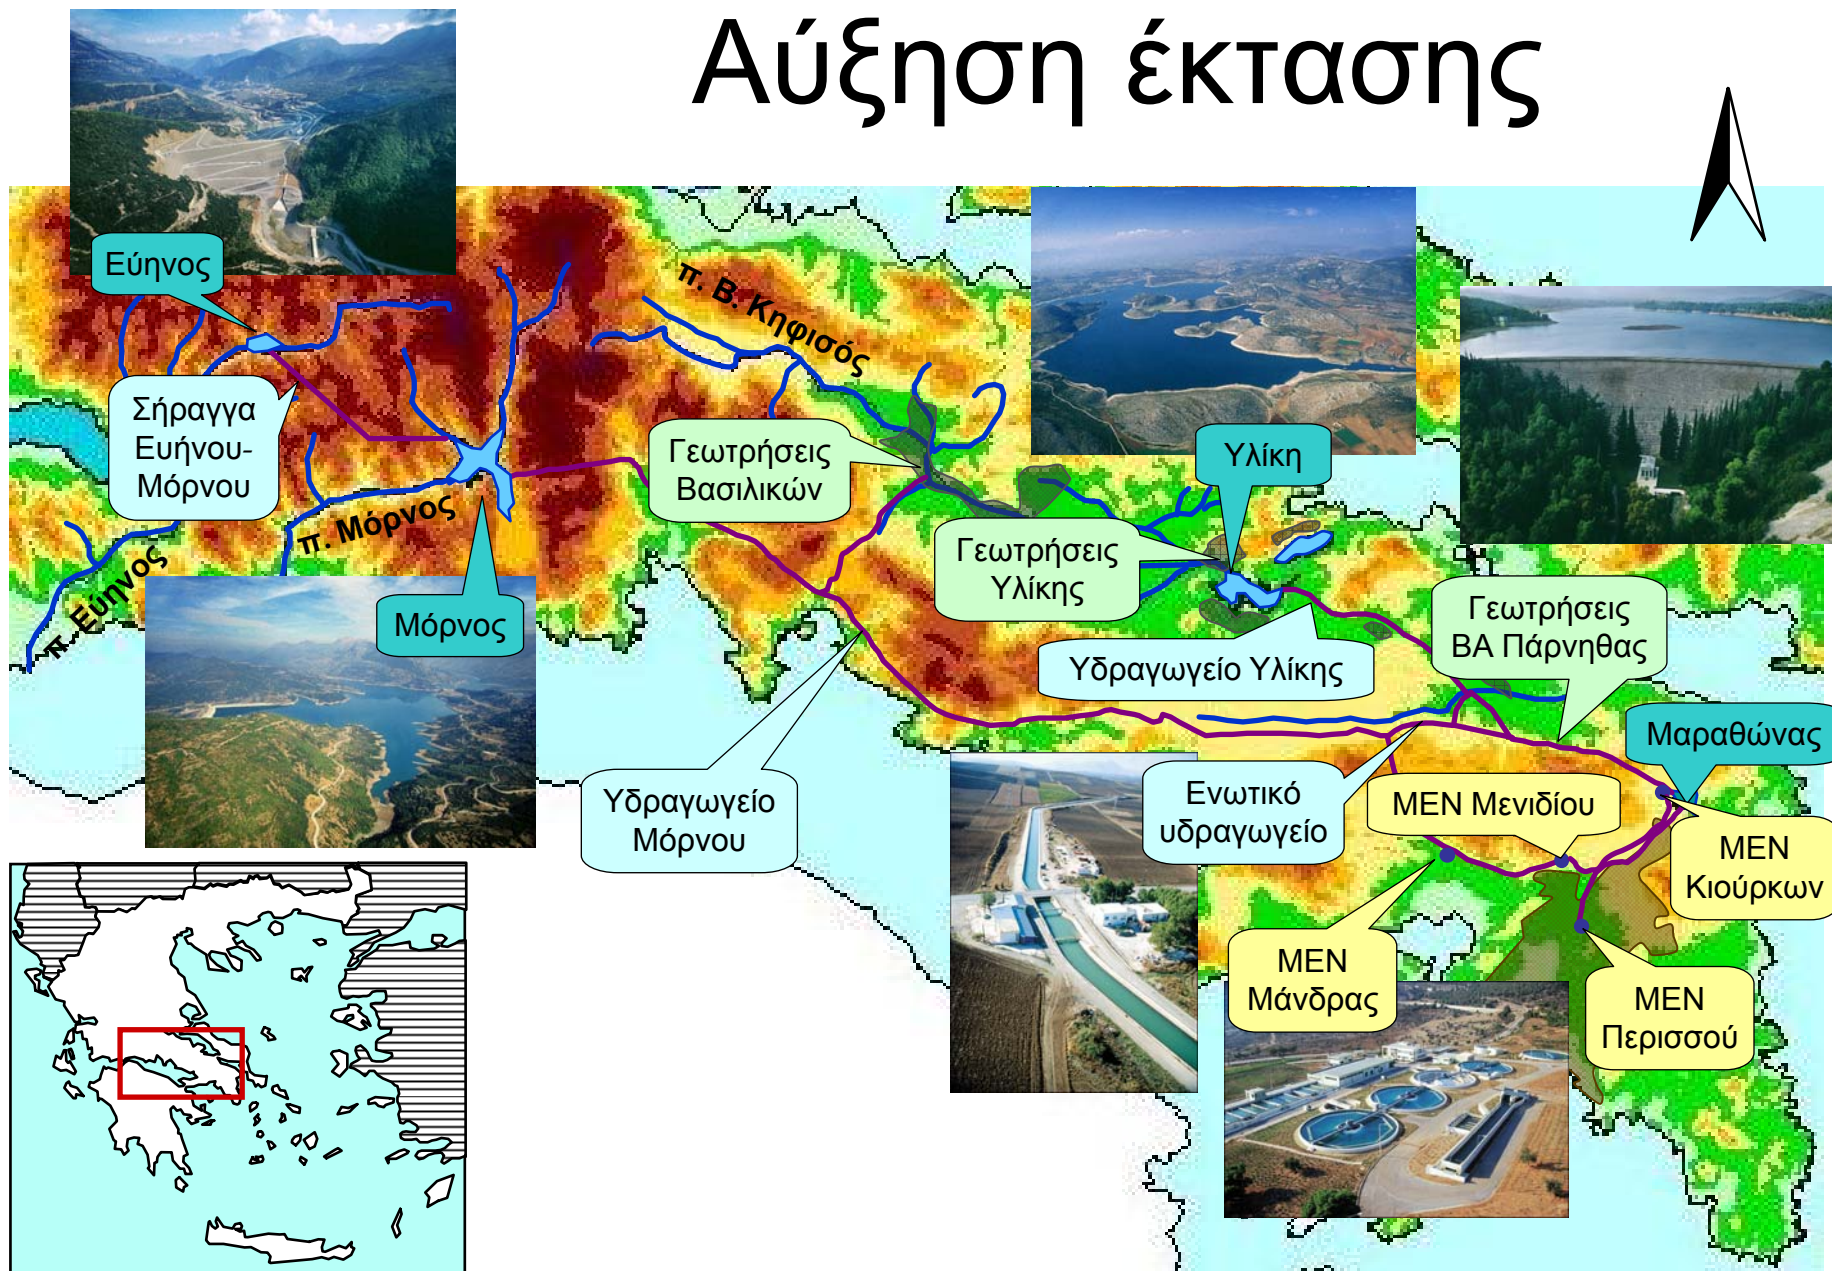 Αύξηση έκτασης
Εύηνος
π. Β. Κηφισός
Σήραγγα
Ευήνου-
Μόρνου
Γεωτρήσεις
Βασιλικών
Υλίκη
π. Μόρνος
π. Εύηνος
Γεωτρήσεις
Υλίκης
Μόρνος
Γεωτρήσεις
ΒΑ Πάρνηθας
Υδραγωγείο Υλίκης
Μαραθώνας
Υδραγωγείο
Μόρνου
Ενωτικό
υδραγωγείο
ΜΕΝ Μενιδίου
ΜΕΝ
Κιούρκων
ΜΕΝ
Μάνδρας
ΜΕΝ
Περισσού